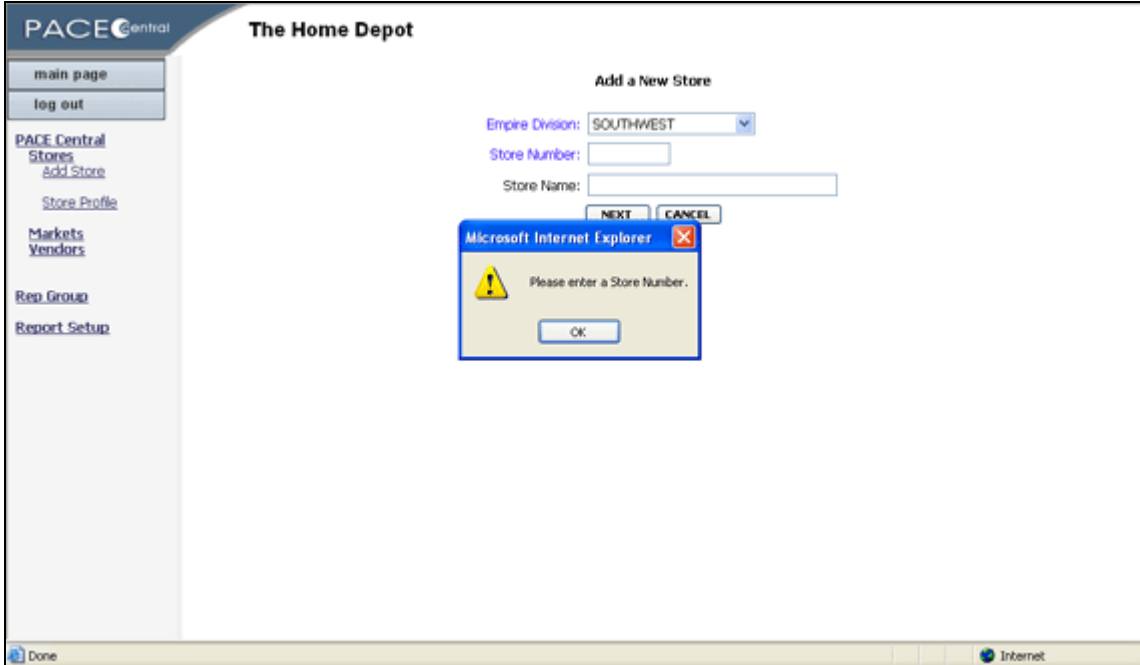 PACE Central
The Home Depot
main page
log out
PACE Central
Stores
Add Store
Store Profile
Markets
Vendors
Rep Group
Report Setup
Add a New Store
Empire Division: SOUTHWEST
Store Number:
Store Name:
NEXT CANCEL
Microsoft Internet Explorer
Please enter a Store Number.
OK
Done
Internet